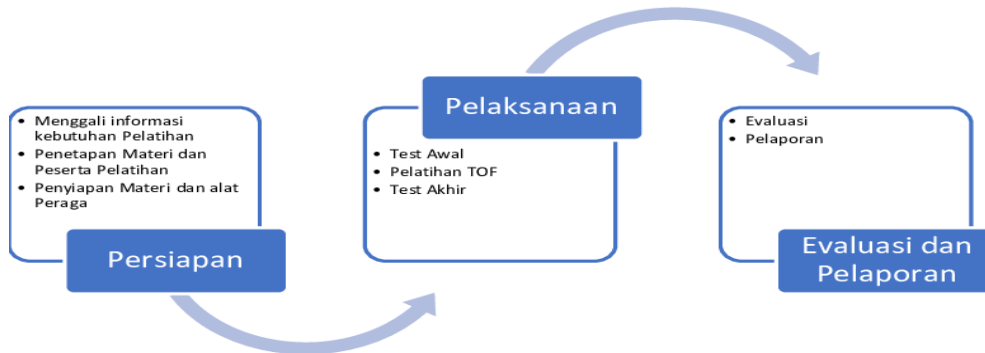 • Menggali informasi
kebutuhan Pelatihan
• Penetapan Materi dan
Peserta Pelatihan
• Penyiapan Materi dan alat
Peraga
Persiapan
Pelaksanaan
• Test Awal
• Pelatihan TOF
• Test Akhir
• Evaluasi
• Pelaporan
Evaluasi dan
Pelaporan